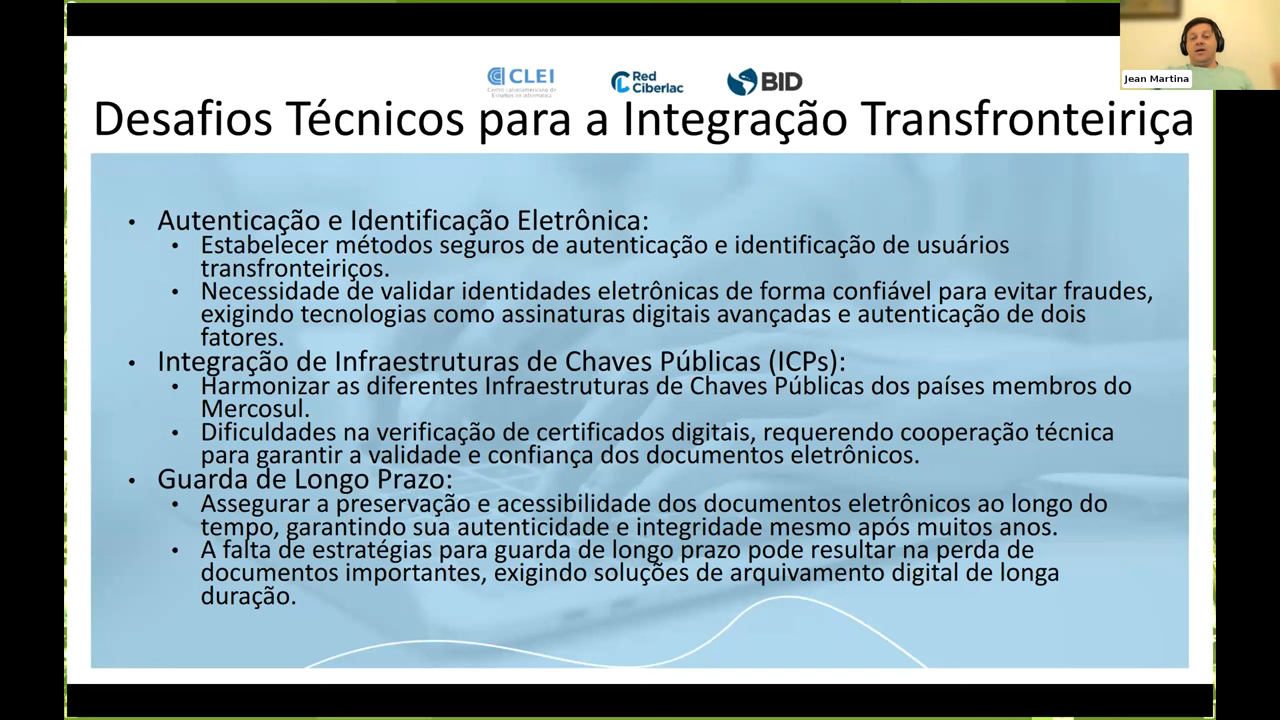 CLEI
Centro Latinoamericano de
Estudios en Informática
Red
Ciberlac
BID
Jean Martina
Desafios Técnicos para a Integração Transfronteiriça
• Autenticação e Identificação Eletrônica:
• Estabelecer métodos seguros de autenticação e identificação de usuários
transfronteiriços.
• Necessidade de validar identidades eletrônicas de forma confiável para evitar fraudes,
exigindo tecnologias como assinaturas digitais avançadas e autenticação de dois
fatores.
• Integração de Infraestruturas de Chaves Públicas (ICPs):
• Harmonizar as diferentes Infraestruturas de Chaves Públicas dos países membros do
Mercosul.
• Dificuldades na verificação de certificados digitais, requerendo cooperação técnica
para garantir a validade e confiança dos documentos eletrônicos.
• Guarda de Longo Prazo:
• Assegurar a preservação e acessibilidade dos documentos eletrônicos ao longo do
tempo, garantindo sua autenticidade e integridade mesmo após muitos anos.
• A falta de estratégias para guarda de longo prazo pode resultar na perda de
documentos importantes, exigindo soluções de arquivamento digital de longa
duração.